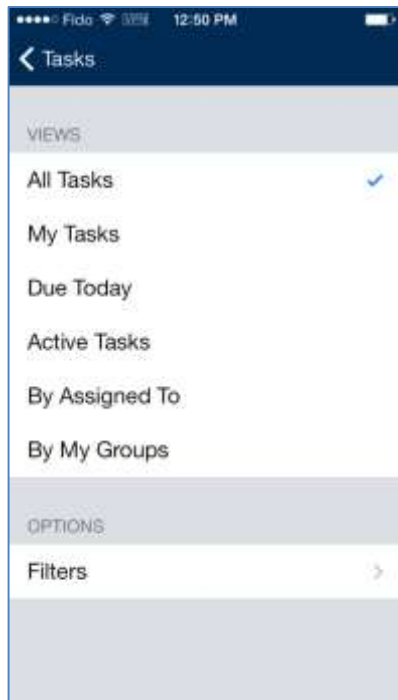 Fido 12:50 PM
Tasks
VIEWS
All Tasks
My Tasks
Due Today
Active Tasks
By Assigned To
By My Groups
OPTIONS
Filters